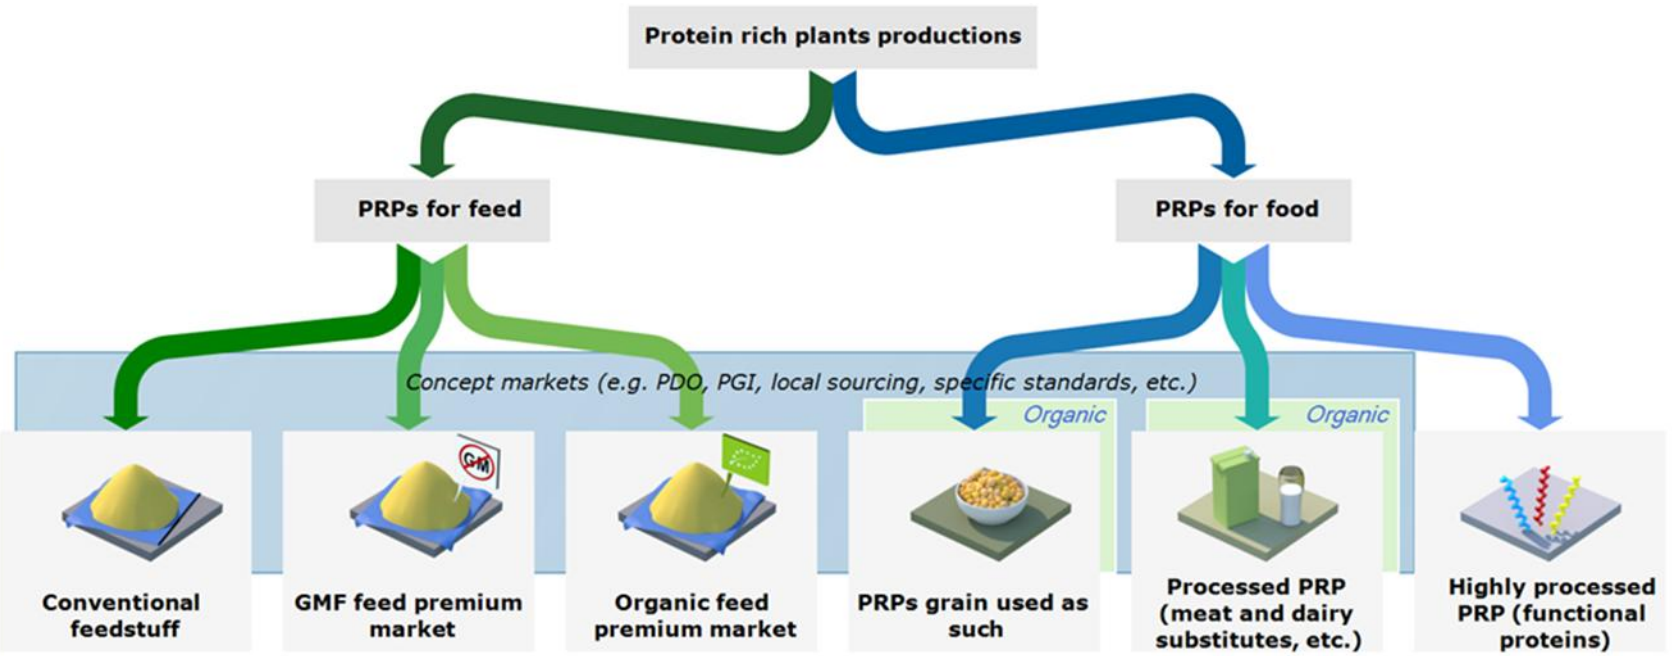 Protein rich plants productions
PRPs for feed
PRPs for food
Concept markets (e.g. PDO, PGI, local sourcing, specific standards, etc.)
Organic
Organic
GM
Conventional
feedstuff
GMF feed premium
market
Organic feed
premium market
PRPs grain used as
such
Processed PRP
(meat and dairy
substitutes, etc.)
Highly processed
PRP (functional
proteins)